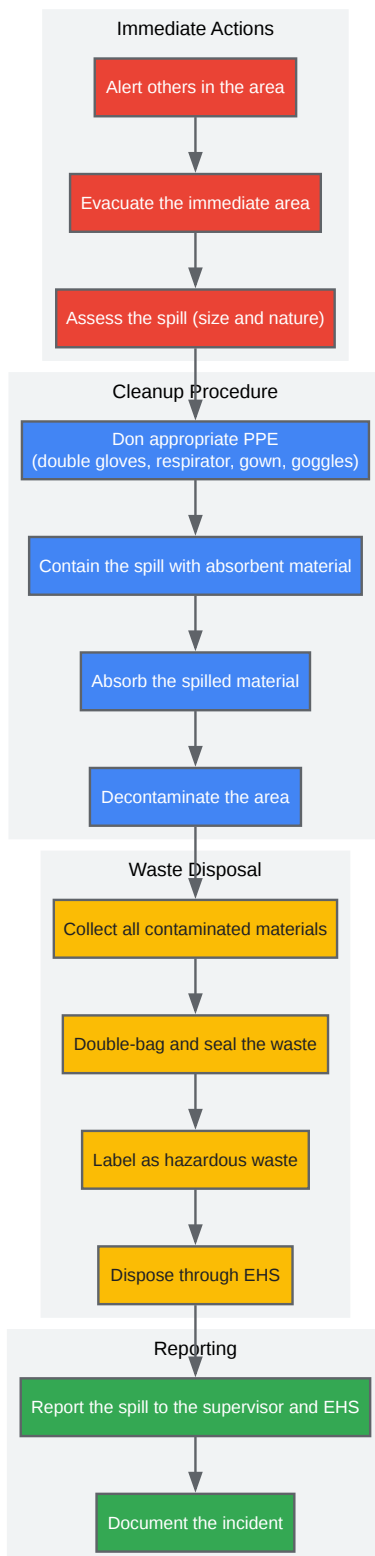 Immediate Actions
Alert others in the area
Evacuate the immediate area
Assess the spill (size and nature)
Cleanup Procedure
Don appropriate PPE
(double gloves, respirator, gown, goggles)
Contain the spill with absorbent material
Absorb the spilled material
Decontaminate the area
Waste Disposal
Collect all contaminated materials
Double-bag and seal the waste
Label as hazardous waste
Dispose through EHS
Reporting
Report the spill to the supervisor and EHS
Document the incident